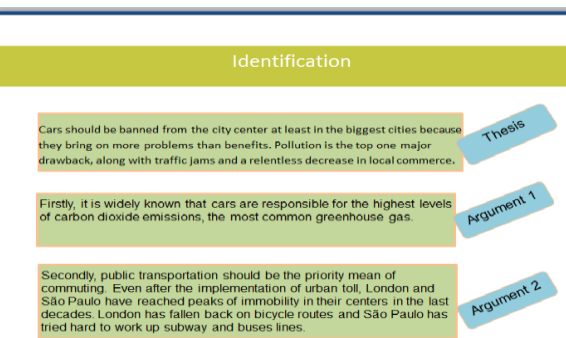 Identification
Cars should be banned from the city center at least in the biggest cities because
they bring on more problems than benefits. Pollution is the top one major
drawback, along with traffic jams and a relentless decrease in local commerce.
Thesis
Firstly, it is widely known that cars are responsible for the highest levels
of carbon dioxide emissions, the most common greenhouse gas.
Argument 1
Secondly, public transportation should be the priority mean of
commuting. Even after the implementation of urban toll, London and
São Paulo have reached peaks of immobility in their centers in the last
decades. London has fallen back on bicycle routes and São Paulo has
tried hard to work up subway and buses lines.
Argument 2